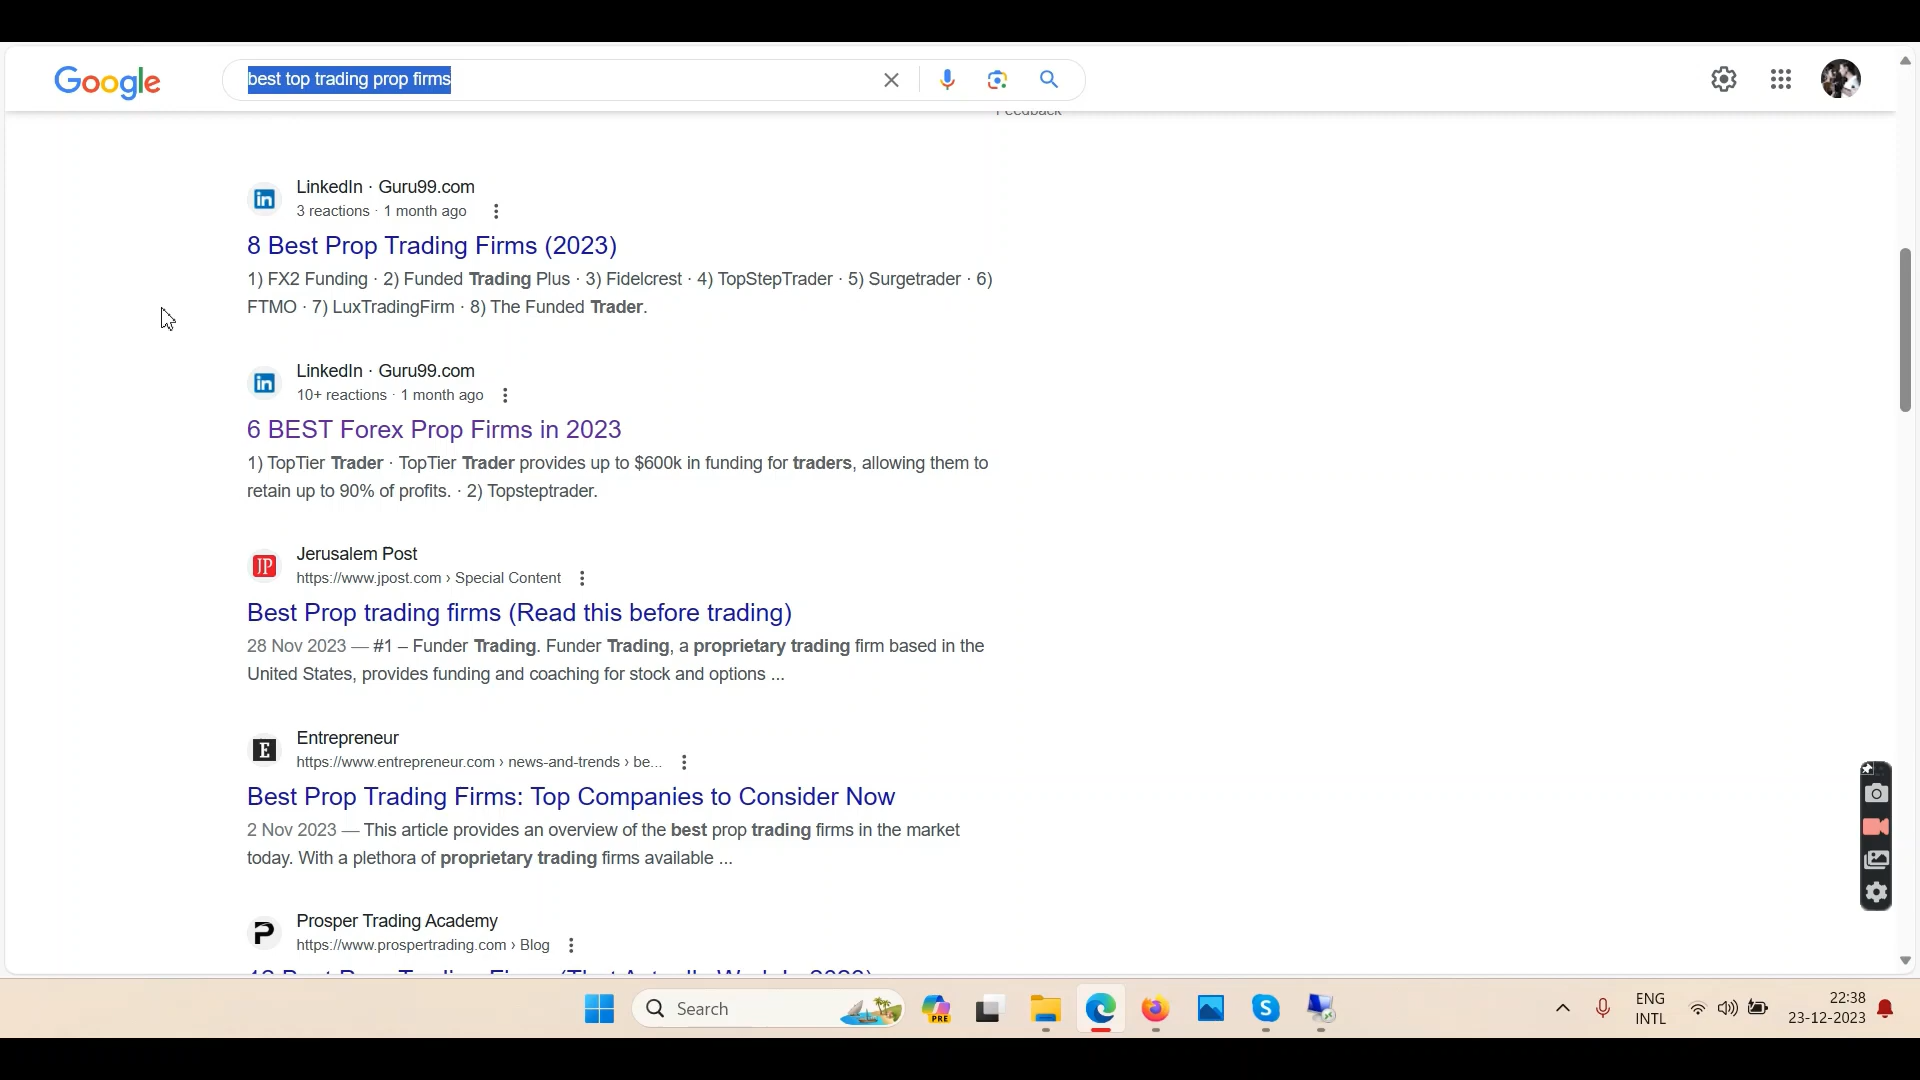 Google
best top trading prop firms
Feedback
LinkedIn · Guru99.com
3 reactions · 1 month ago
8 Best Prop Trading Firms (2023)
1) FX2 Funding · 2) Funded Trading Plus · 3) Fidelcrest · 4) TopStepTrader · 5) Surgetrader · 6)
FTMO · 7) LuxTradingFirm · 8) The Funded Trader.
LinkedIn · Guru99.com
10+ reactions · 1 month ago
6 BEST Forex Prop Firms in 2023
1) TopTier Trader · TopTier Trader provides up to $600k in funding for traders, allowing them to
retain up to 90% of profits. · 2) Topsteptrader.
JP
Jerusalem Post
https://www.jpost.com › Special Content
Best Prop trading firms (Read this before trading)
28 Nov 2023 — #1 – Funder Trading. Funder Trading, a proprietary trading firm based in the
United States, provides funding and coaching for stock and options ...
E
Entrepreneur
https://www.entrepreneur.com › news-and-trends › be...
Best Prop Trading Firms: Top Companies to Consider Now
2 Nov 2023 — This article provides an overview of the best prop trading firms in the market
today. With a plethora of proprietary trading firms available ...
Prosper Trading Academy
https://www.prospertrading.com › Blog
Search
PRE
ENG
INTL
22:38
23-12-2023